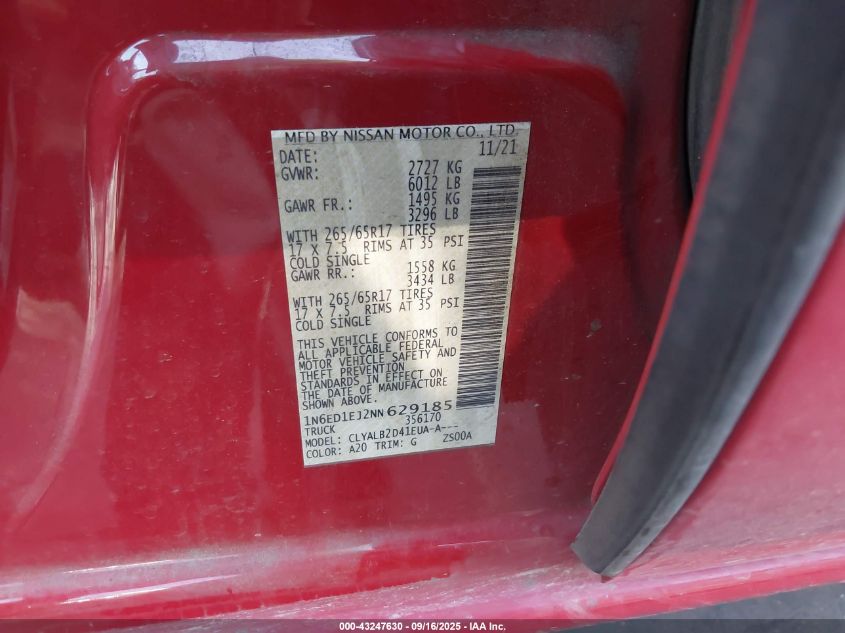 MFD BY NISSAN MOTOR CO., LTD.
DATE: 11/21
GVWR: 2727 KG
6012 LB
GAWR FR.: 1495 KG
3296 LB
WITH 265/65R17 TIRES
17 X 7.5 RIMS AT 35 PSI
COLD SINGLE
GAWR RR.: 1558 KG
3434 LB
WITH 265/65R17 TIRES
17 X 7.5 RIMS AT 35 PSI
COLD SINGLE
THIS VEHICLE CONFORMS TO
ALL APPLICABLE FEDERAL
MOTOR VEHICLE SAFETY AND
THEFT PREVENTION
STANDARDS IN EFFECT ON
THE DATE OF MANUFACTURE
SHOWN ABOVE.
1N6ED1EJ2NN629185
TRUCK 356170
MODEL: CLYALB2D41EUA-A---
COLOR: A20 TRIM: G ZS00A
000-43247630 - 09/16/2025 - IAA Inc.